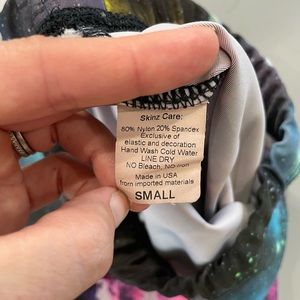 Skinz Care:
80% Nylon 20% Spandex
Exclusive of
elastic and decoration
Hand Wash Cold Water
LINE DRY
NO Bleach, No Iron
Made in USA
from imported materials
SMALL